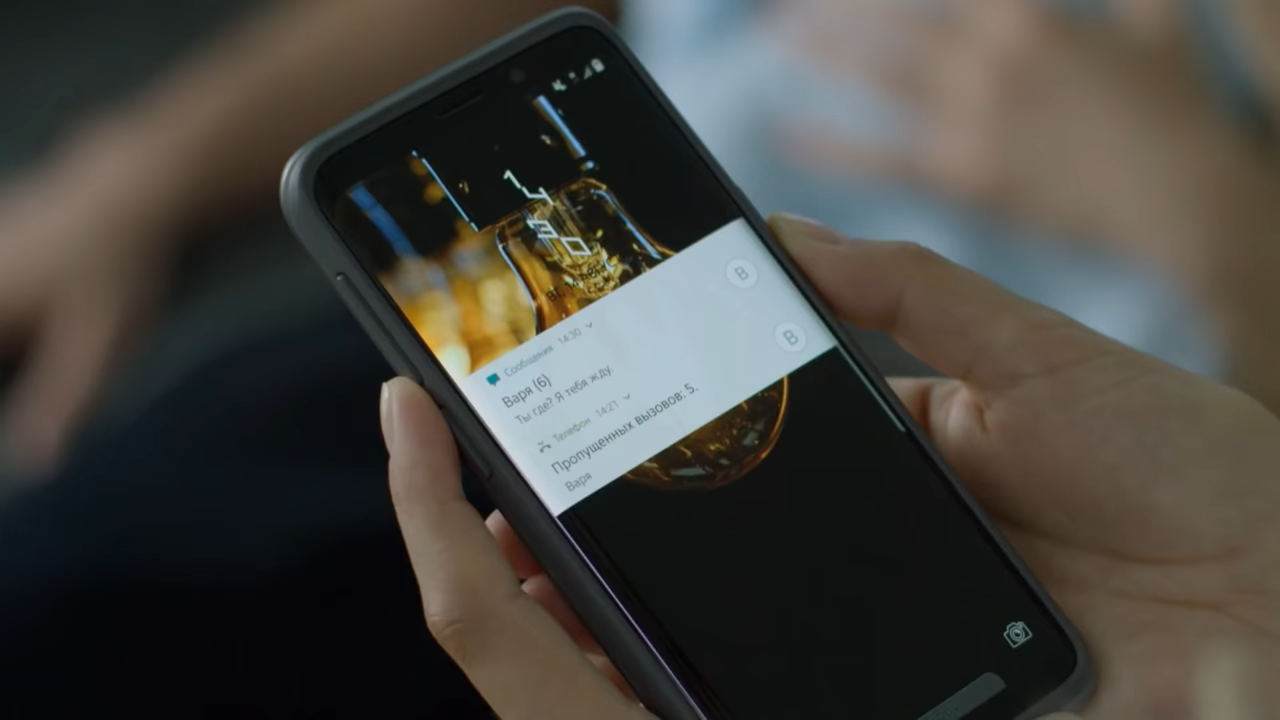 14
30
Сообщения 14:30
Варя (6)
Ты где? Я тебя жду.
В
Телефон 14:21
Пропущенных вызовов: 5.
Варя
В